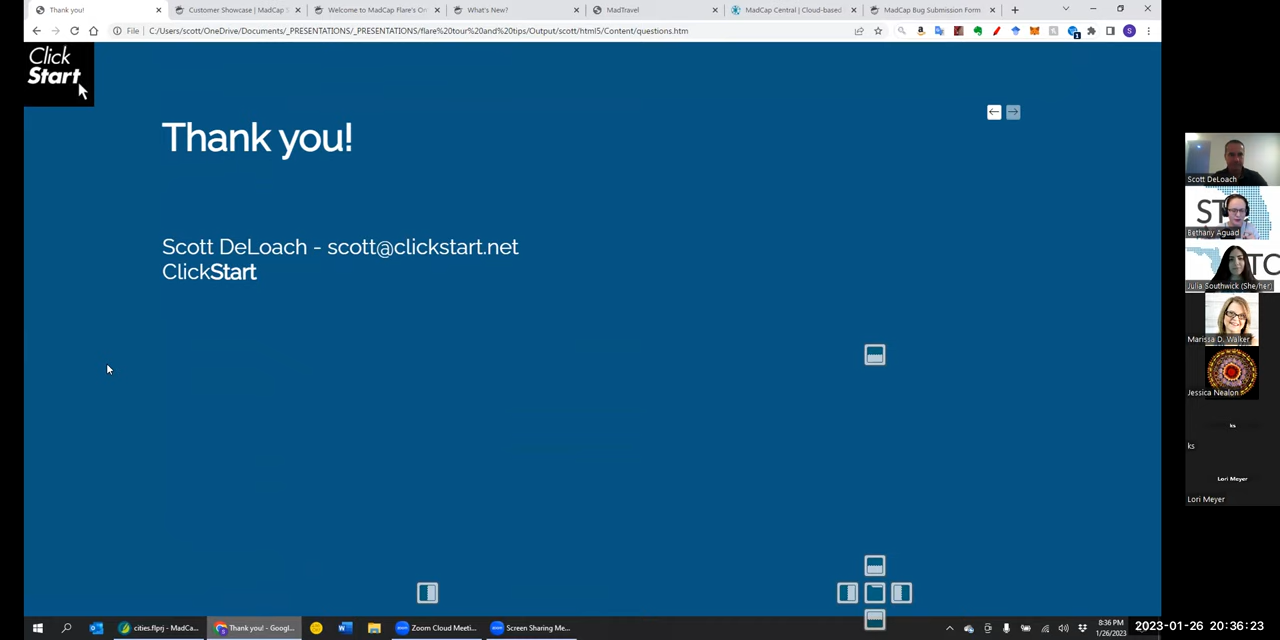 Thank you!
Customer Showcase | MadCap S
Welcome to MadCap Flare's On
What's New?
MadTravel
MadCap Central | Cloud-based
MadCap Bug Submission Form
File
C:/Users/scott/OneDrive/Documents/_PRESENTATIONS/_PRESENTATIONS/flare%20tour%20and%20tips/Output/scott/html5/Content/questions.htm
S
Click
Start
Thank you!
Scott DeLoach - scott@clickstart.net
ClickStart
Scott DeLoach
Bethany Aguad
TC
Julia Southwick (She/her)
Marissa D. Walker
Jessica Nealon
ks
ks
Lori Meyer
Lori Meyer
cities.flprj - MadCa...
Thank you! - Googl...
Zoom Cloud Meeti...
Screen Sharing Me...
8:36 PM
1/26/2023
2023-01-26 20:36:23